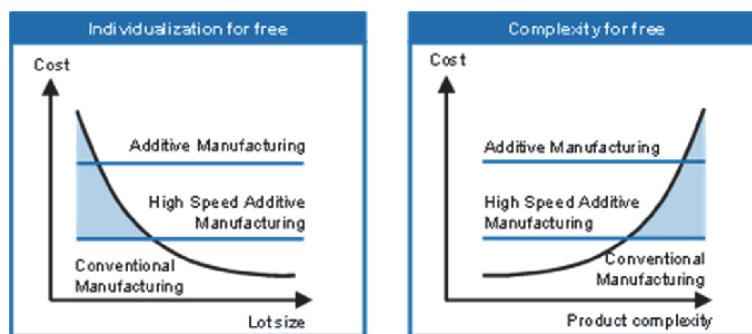 Individualization for free
Cost
Additive Manufacturing
High Speed Additive
Manufacturing
Conventional
Manufacturing
Lot size
Complexity for free
Cost
Additive Manufacturing
High Speed Additive
Manufacturing
Conventional
Manufacturing
Product complexity